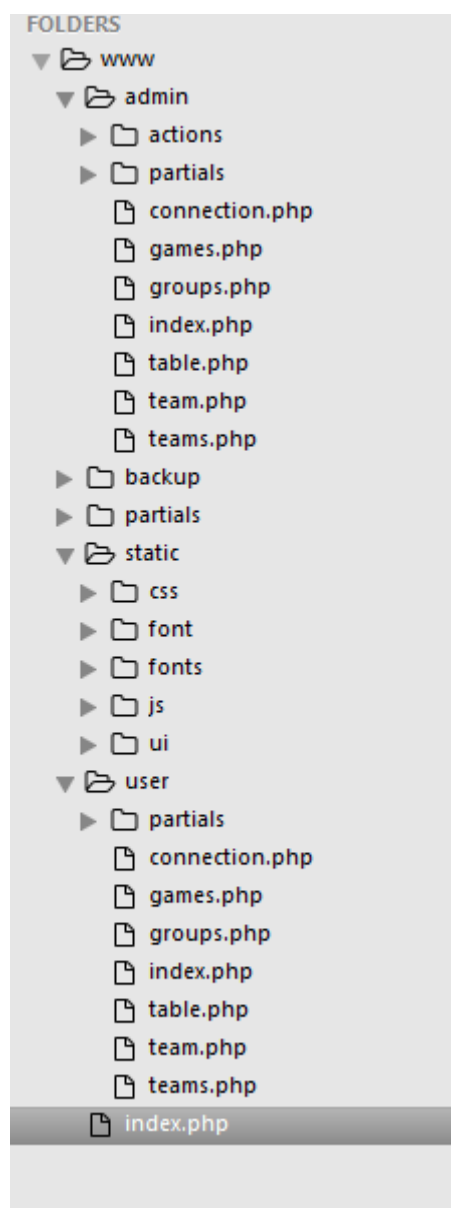 FOLDERS
www
admin
actions
partials
connection.php
games.php
groups.php
index.php
table.php
team.php
teams.php
backup
partials
static
css
font
fonts
js
ui
user
partials
connection.php
games.php
groups.php
index.php
table.php
team.php
teams.php
index.php